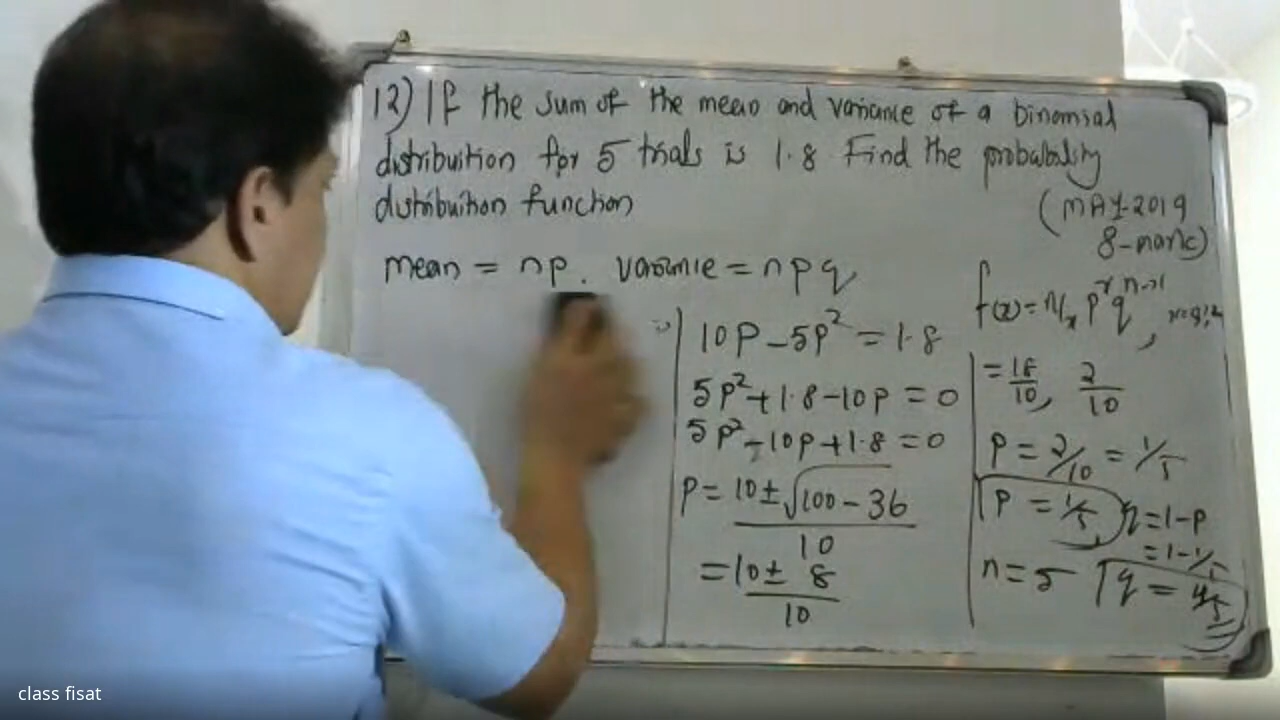 12) If the sum of the mean and variance of a binomial
distribuition for 5 trials is 1.8 Find the probability
distribuition function
(MAY-2019
8-mark)
mean = np. variance = npq
10p - 5p² = 1.8
5p² + 1.8 - 10p = 0
5p² - 10p + 1.8 = 0
p = 10 ± √100 - 36
10
= 10 ± 8
10
f(x) = nCx p^x q^n-x,
= 18/10, 2/10
p = 2/10 = 1/5
p = 1/5 q = 1 - p
= 1 - 1/5
n = 5 q = 4/5
class fisat